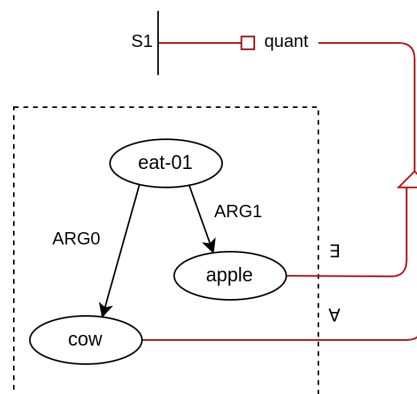 S1 quant
eat-01
ARG1
ARG0
∃
apple
∀
cow